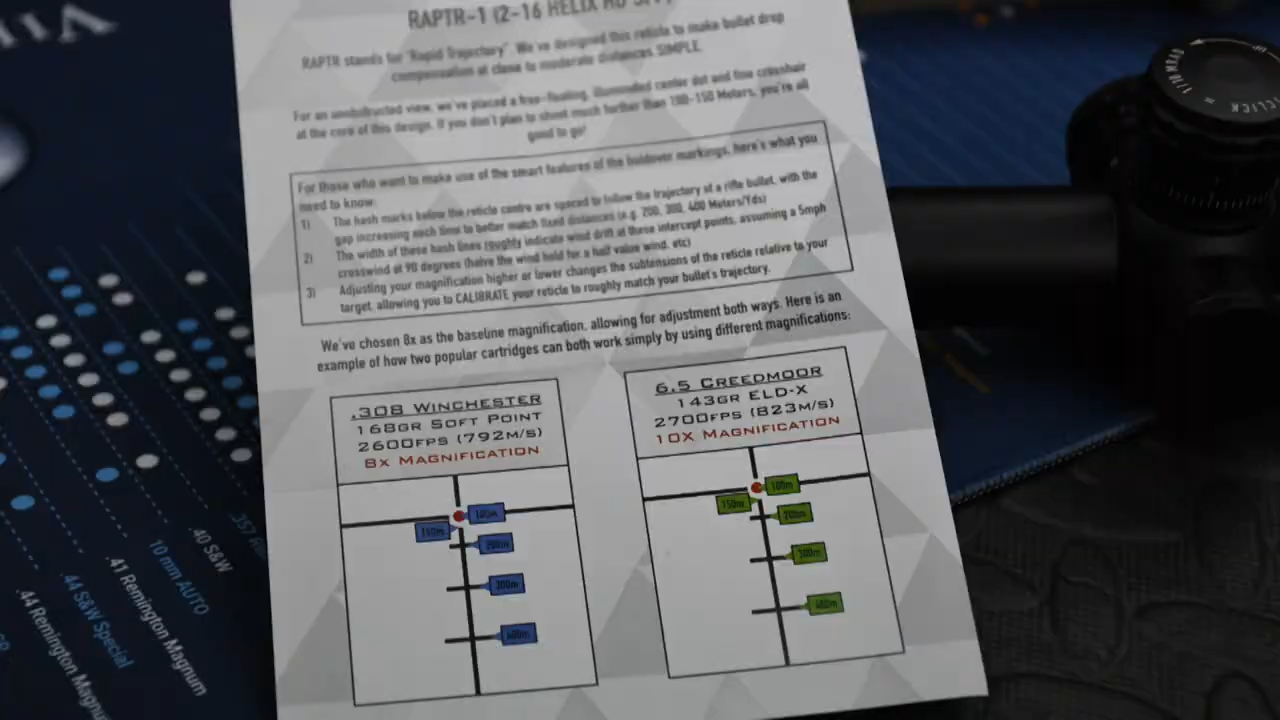 RAPTR-1 (2-16 HELIX HD SFP)
RAPTR stands for "Rapid Trajectory". We've designed this reticle to make bullet drop
compensation at close to moderate distances SIMPLE.
For an unobstructed view, we've placed a free-floating, illuminated center dot and fine crosshair
at the core of this design. If you don't plan to shoot much further than 100-150 Meters, you're all
good to go!
For those who want to make use of the smart features of the holdover markings, here's what you
need to know:
1) The hash marks below the reticle centre are spaced to follow the trajectory of a rifle bullet, with the
gap increasing each time to better match fixed distances (e.g. 200, 300, 400 Meters/Yds)
2) The width of these hash lines roughly indicate wind drift at these intercept points, assuming a 5mph
crosswind at 90 degrees (halve the wind hold for a half value wind, etc)
3) Adjusting your magnification higher or lower changes the subtensions of the reticle relative to your
target, allowing you to CALIBRATE your reticle to roughly match your bullet's trajectory.
We've chosen 8x as the baseline magnification, allowing for adjustment both ways. Here is an
example of how two popular cartridges can both work simply by using different magnifications:
.308 WINCHESTER
168GR SOFT POINT
2600FPS (792M/S)
8X MAGNIFICATION
100m
150m
200m
300m
400m
6.5 CREEDMOOR
143GR ELD-X
2700FPS (823M/S)
10X MAGNIFICATION
100m
150m
200m
300m
400m
.357
40 S&W
10 mm AUTO
.41 Remington Magnum
.44 S&W Special
.44 Remington Magnum
1/10 MRAD
CLICK